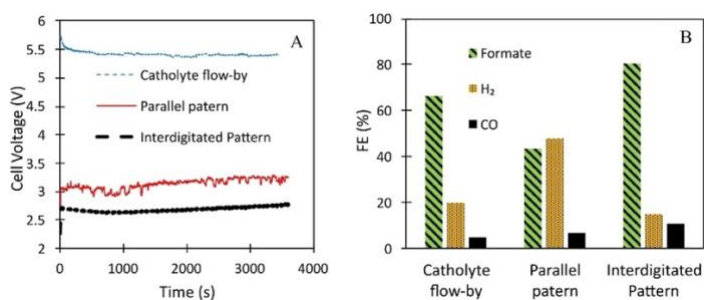 6
5.5
5
4.5
4
3.5
3
2.5
2
Cell Voltage (V)
A
Catholyte flow-by
Parallel patern
Interdigitated Pattern
0
1000
2000
3000
4000
Time (s)
100
80
60
40
20
0
FE (%)
B
Formate
H₂
CO
Catholyte
flow-by
Parallel
patern
Interdigitated
Pattern